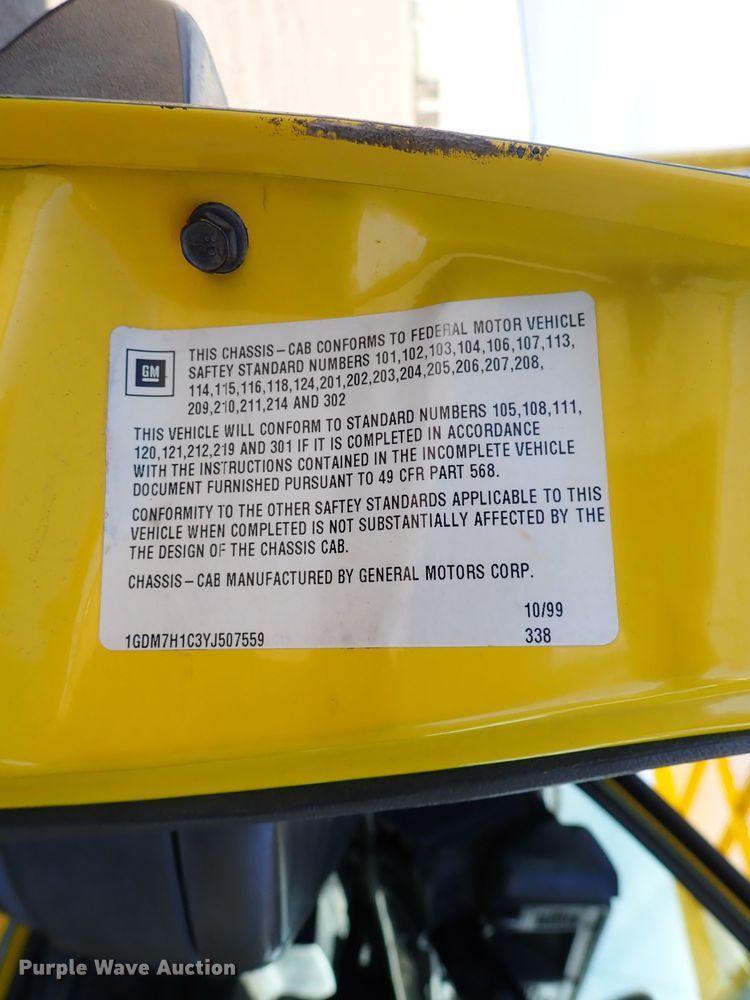 GM
THIS CHASSIS-CAB CONFORMS TO FEDERAL MOTOR VEHICLE
SAFTEY STANDARD NUMBERS 101,102,103,104,106,107,113,
114,115,116,118,124,201,202,203,204,205,206,207,208,
209,210,211,214 AND 302
THIS VEHICLE WILL CONFORM TO STANDARD NUMBERS 105,108,111,
120,121,212,219 AND 301 IF IT IS COMPLETED IN ACCORDANCE
WITH THE INSTRUCTIONS CONTAINED IN THE INCOMPLETE VEHICLE
DOCUMENT FURNISHED PURSUANT TO 49 CFR PART 568.
CONFORMITY TO THE OTHER SAFTEY STANDARDS APPLICABLE TO THIS
VEHICLE WHEN COMPLETED IS NOT SUBSTANTIALLY AFFECTED BY THE
THE DESIGN OF THE CHASSIS CAB.
CHASSIS-CAB MANUFACTURED BY GENERAL MOTORS CORP.
10/99
1GDM7H1C3YJ507559 338
Purple Wave Auction